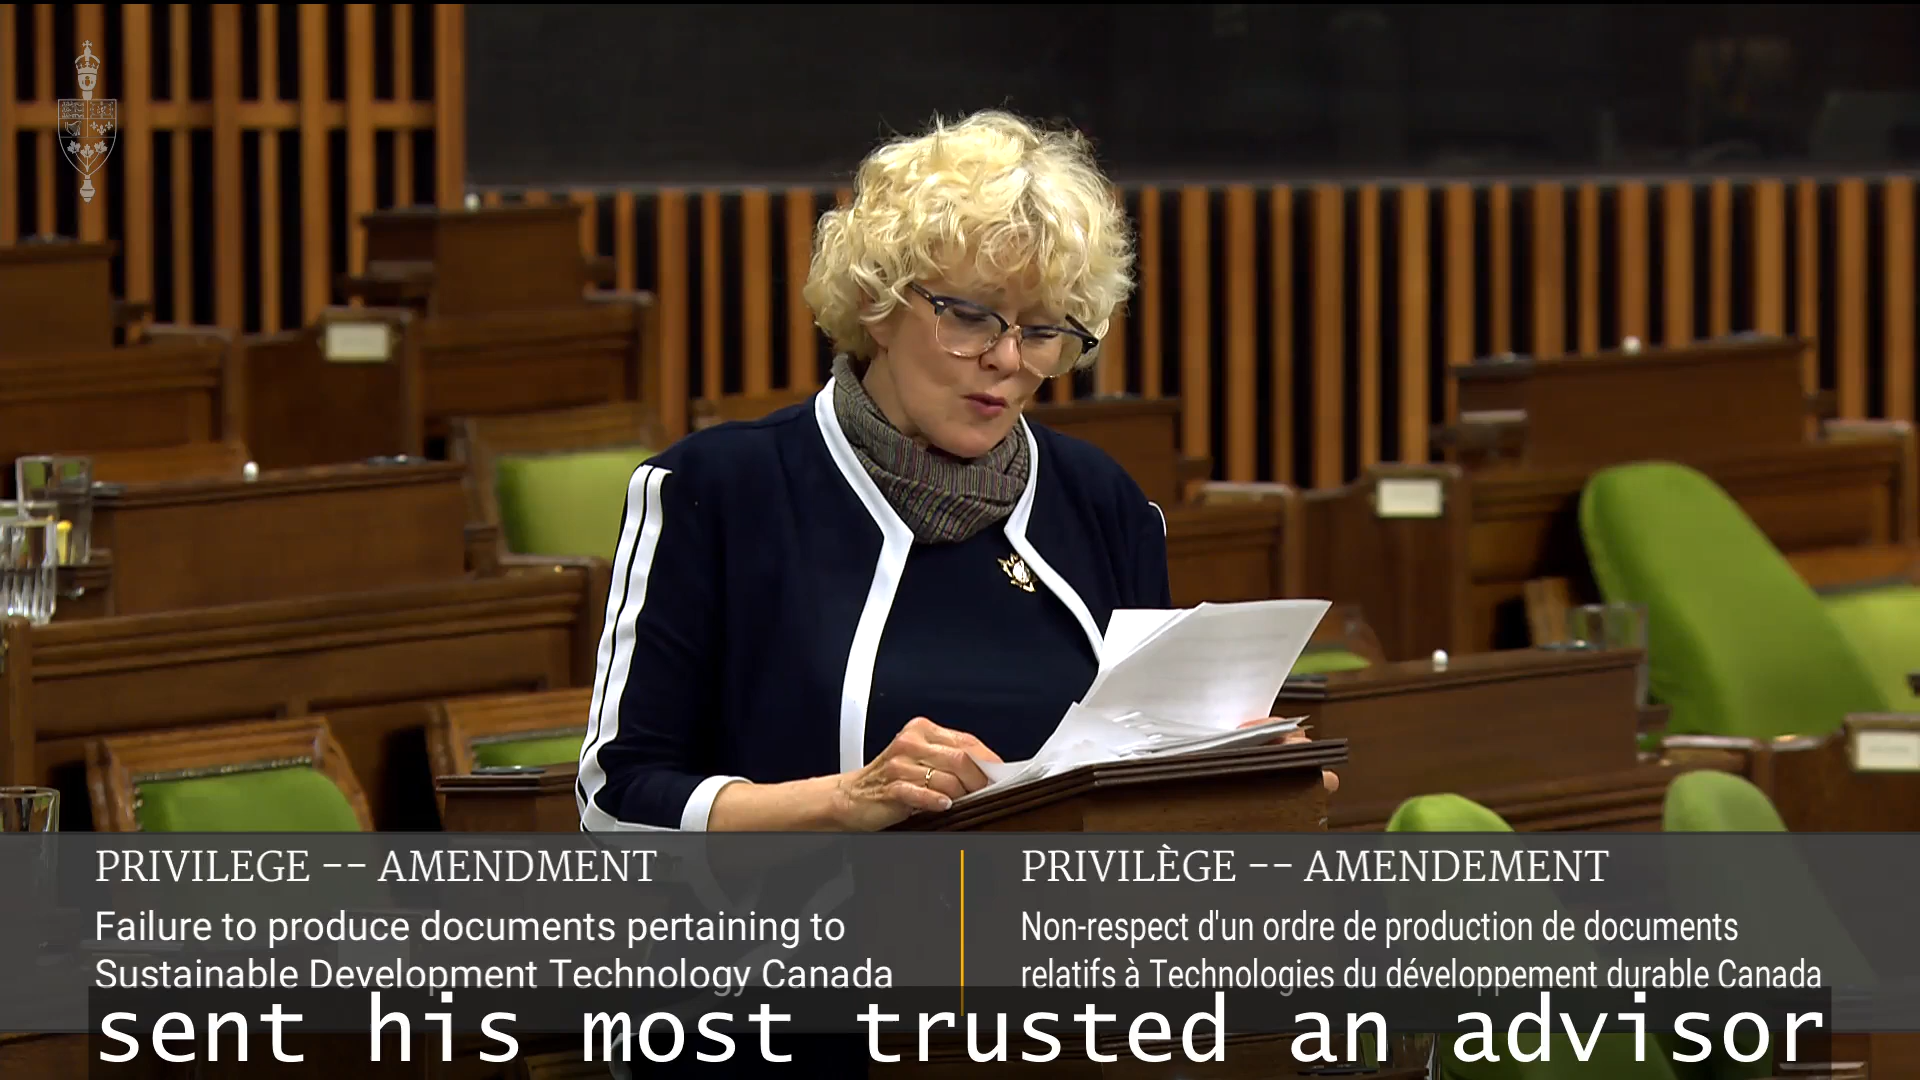 PRIVILEGE -- AMENDMENT
Failure to produce documents pertaining to
Sustainable Development Technology Canada
PRIVILÈGE -- AMENDEMENT
Non-respect d'un ordre de production de documents
relatifs à Technologies du développement durable Canada
sent his most trusted an advisor